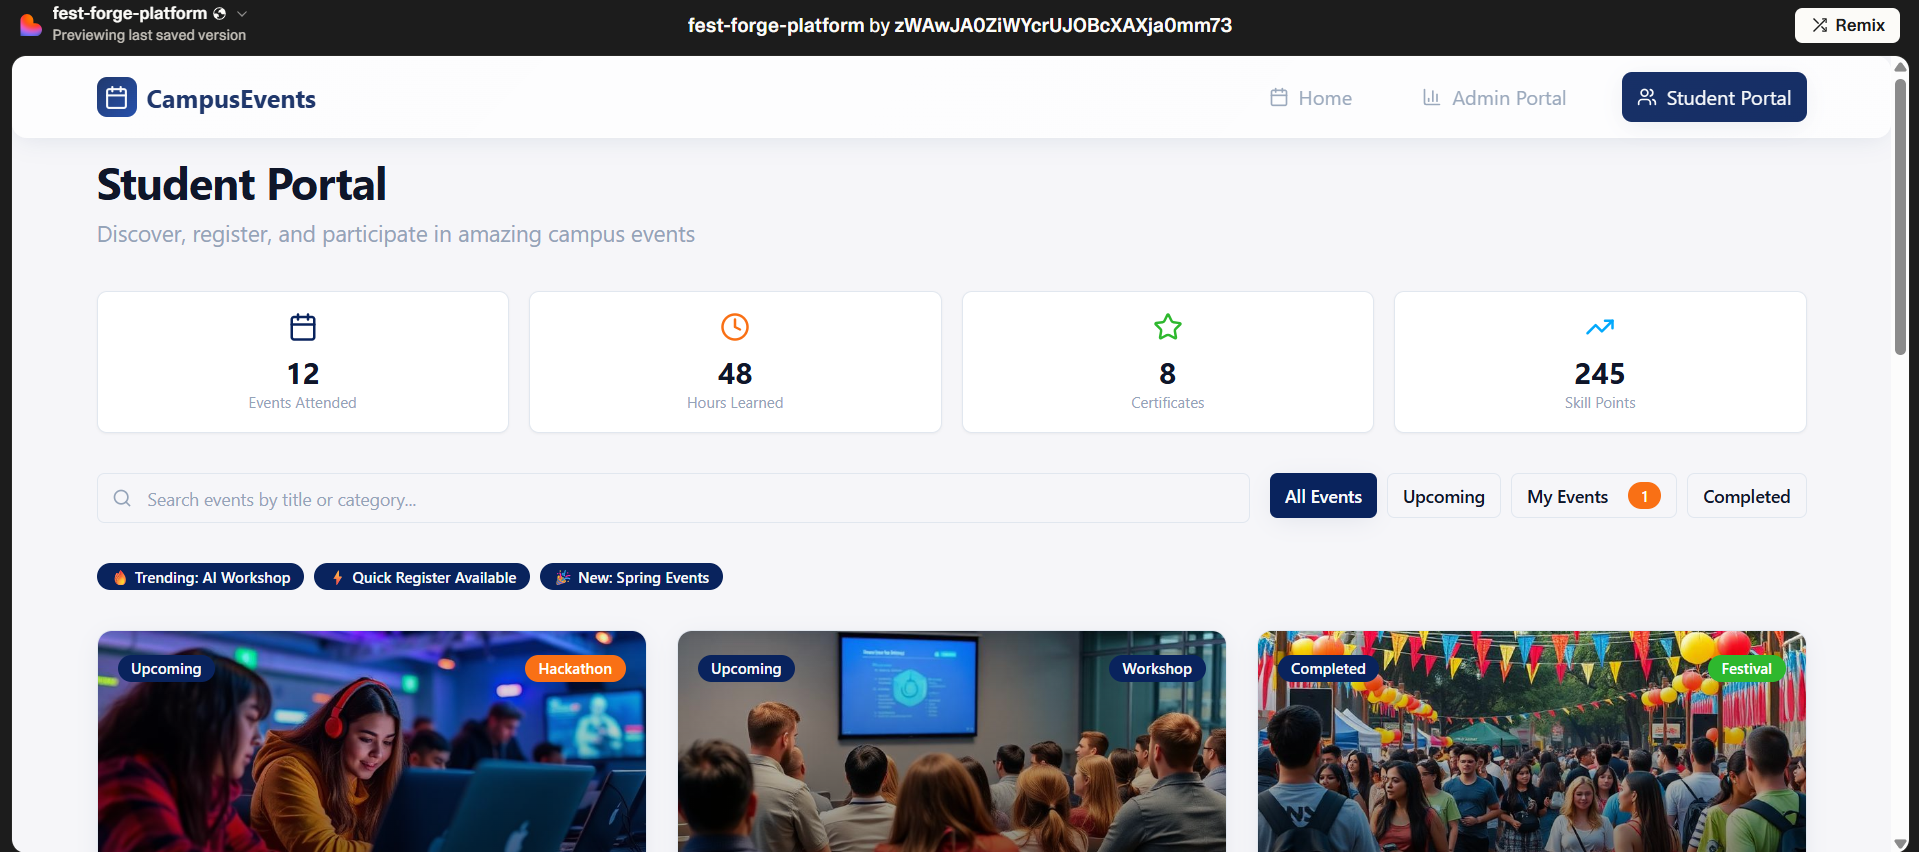 fest-forge-platform
Previewing last saved version
fest-forge-platform by zWAwJA0ZiWYcrUJOBcXAXja0mm73
Remix
CampusEvents
Home
Admin Portal
Student Portal
Student Portal
Discover, register, and participate in amazing campus events
12
Events Attended
48
Hours Learned
8
Certificates
245
Skill Points
Search events by title or category...
All Events
Upcoming
My Events 1
Completed
🔥 Trending: AI Workshop
⚡ Quick Register Available
🎉 New: Spring Events
Upcoming
Hackathon
Upcoming
Workshop
Completed
Festival